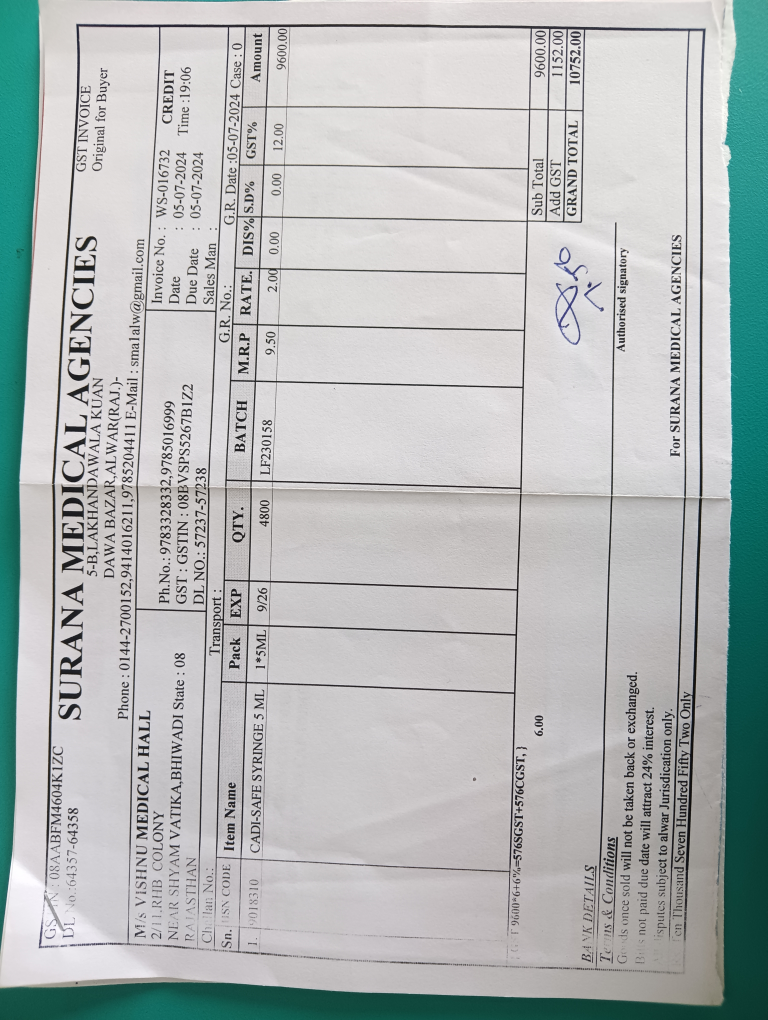 GST INVOICE
Original for Buyer
08AABFM4604K1ZC
DL No.:64357-64358
SURANA MEDICAL AGENCIES
5-B,LAKHANDAWALA KUAN
DAWA BAZAR,ALWAR(RAJ.)-
Phone : 0144-2700152,9414016211,9785204411 E-Mail : sma1alw@gmail.com
M/s VISHNU MEDICAL HALL
2/11,RHB COLONY
NEAR SHYAM VATIKA,BHIWADI State : 08
RAJASTHAN
Challan No.:
Ph.No.: 9783328332,9785016999
GST : GSTIN : 08BVSPS5267B1Z2
DL NO.: 57237-57238
Invoice No. : WS-016732 CREDIT
Date : 05-07-2024 Time :19:06
Due Date : 05-07-2024
Sales Man :
Transport : G.R. No.: G.R. Date :05-07-2024 Case : 0
Sn. HSN CODE Item Name Pack EXP QTY. BATCH M.R.P RATE. DIS% S.D% GST% Amount
1. 9018310 CADI-SAFE SYRINGE 5 ML 1*5ML 9/26 4800 LF230158 9.50 2.00 0.00 0.00 12.00 9600.00
9600*6+6%=576SGST+576CGST, }
6.00
Sub Total 9600.00
Add GST 1152.00
GRAND TOTAL 10752.00
BANK DETAILS
Terms & Conditions
Goods once sold will not be taken back or exchanged.
Bills not paid due date will attract 24% interest.
disputes subject to alwar Jurisdication only.
Ten Thousand Seven Hundred Fifty Two Only
Authorised signatory
For SURANA MEDICAL AGENCIES